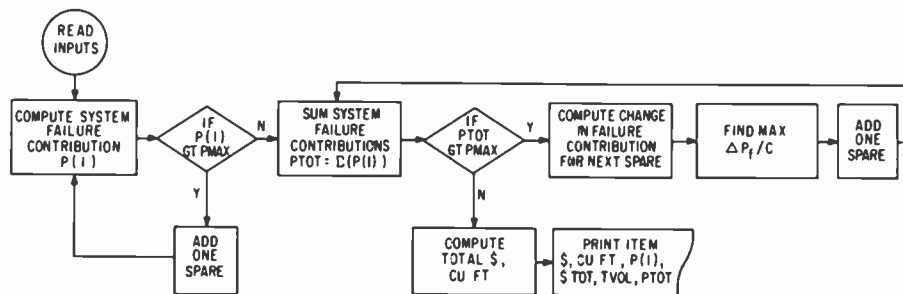 READ
INPUTS
COMPUTE SYSTEM
FAILURE
CONTRIBUTION
P(I)
IF
P(I)
GT PMAX
N
Y
ADD
ONE
SPARE
SUM SYSTEM
FAILURE
CONTRIBUTIONS
PTOT = Σ(P(I))
IF
PTOT
GT PMAX
Y
N
COMPUTE CHANGE
IN FAILURE
CONTRIBUTION
FOR NEXT SPARE
FIND MAX
Δ Pf/C
ADD
ONE
SPARE
COMPUTE
TOTAL $,
CU FT
PRINT ITEM
$, CU FT, P(I),
$ TOT, TVOL, PTOT